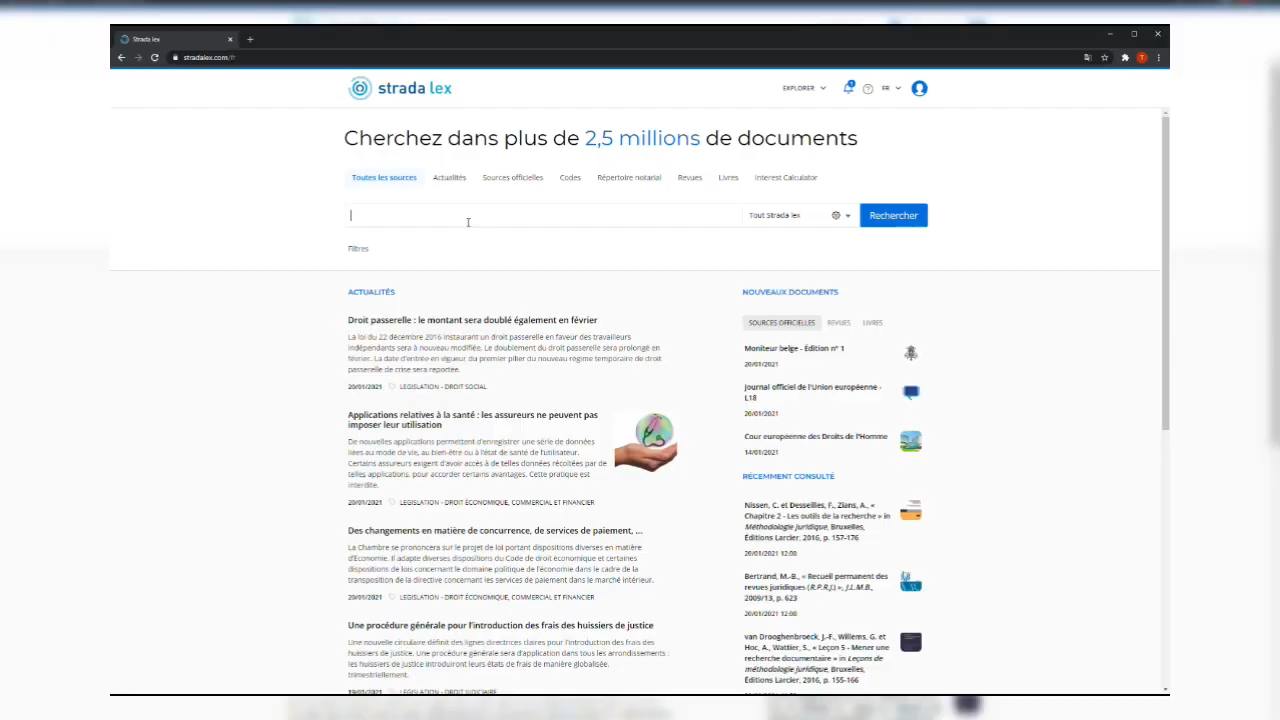 Strada lex
stradalex.com/fr
strada lex
EXPLORER
FR
Cherchez dans plus de 2,5 millions de documents
Toutes les sources
Actualités
Sources officielles
Codes
Répertoire notarial
Revues
Livres
Interest Calculator
Tout Strada lex
Rechercher
Filtres
ACTUALITÉS
Droit passerelle : le montant sera doublé également en février
La loi du 22 décembre 2016 instaurant un droit passerelle en faveur des travailleurs
indépendants sera à nouveau modifiée. Le doublement du droit passerelle sera prolongé en
février. La date d'entrée en vigueur du premier pilier du nouveau régime temporaire de droit
passerelle de crise sera reportée.
20/01/2021 LEGISLATION - DROIT SOCIAL
Applications relatives à la santé : les assureurs ne peuvent pas
imposer leur utilisation
De nouvelles applications permettent d'enregistrer une série de données
liées au mode de vie, au bien-être ou à l'état de santé de l'utilisateur.
Certains assureurs exigent d'avoir accès à de telles données récoltées par de
telles applications, pour accorder certains avantages. Cette pratique est
interdite.
20/01/2021 LEGISLATION - DROIT ÉCONOMIQUE, COMMERCIAL ET FINANCIER
Des changements en matière de concurrence, de services de paiement, ...
La Chambre se prononcera sur le projet de loi portant dispositions diverses en matière
d'Economie. Il adapte diverses dispositions du Code de droit économique et certaines
dispositions de lois concernant le domaine politique de l'économie dans le cadre de la
transposition de la directive concernant les services de paiement dans le marché intérieur.
20/01/2021 LEGISLATION - DROIT ÉCONOMIQUE, COMMERCIAL ET FINANCIER
Une procédure générale pour l'introduction des frais des huissiers de justice
Une nouvelle circulaire définit des lignes directrices claires pour l'introduction des frais des
huissiers de justice. Une procédure générale sera d'application dans tous les arrondissements :
les huissiers de justice introduiront leurs états de frais de manière globalisée,
trimestriellement.
19/01/2021 LEGISLATION - DROIT JUDICIAIRE
NOUVEAUX DOCUMENTS
SOURCES OFFICIELLES
REVUES
LIVRES
Moniteur belge - Édition n° 1
20/01/2021
Journal officiel de l'Union européenne -
L18
20/01/2021
Cour européenne des Droits de l'Homme
14/01/2021
RÉCEMMENT CONSULTÉ
Nissen, C. et Desseilles, F., Zians, A., «
Chapitre 2 - Les outils de la recherche » in
Méthodologie juridique, Bruxelles,
Éditions Larcier, 2016, p. 157-176
20/01/2021 12:00
Bertrand, M.-B., « Recueil permanent des
revues juridiques (R.P.R.J.) », J.L.M.B.,
2009/13, p. 623
20/01/2021 12:00
van Drooghenbroeck, J.-F., Willems, G. et
Hoc, A., Wattier, S., « Leçon 5 - Mener une
recherche documentaire » in Leçons de
méthodologie juridique, Bruxelles,
Éditions Larcier, 2016, p. 155-166